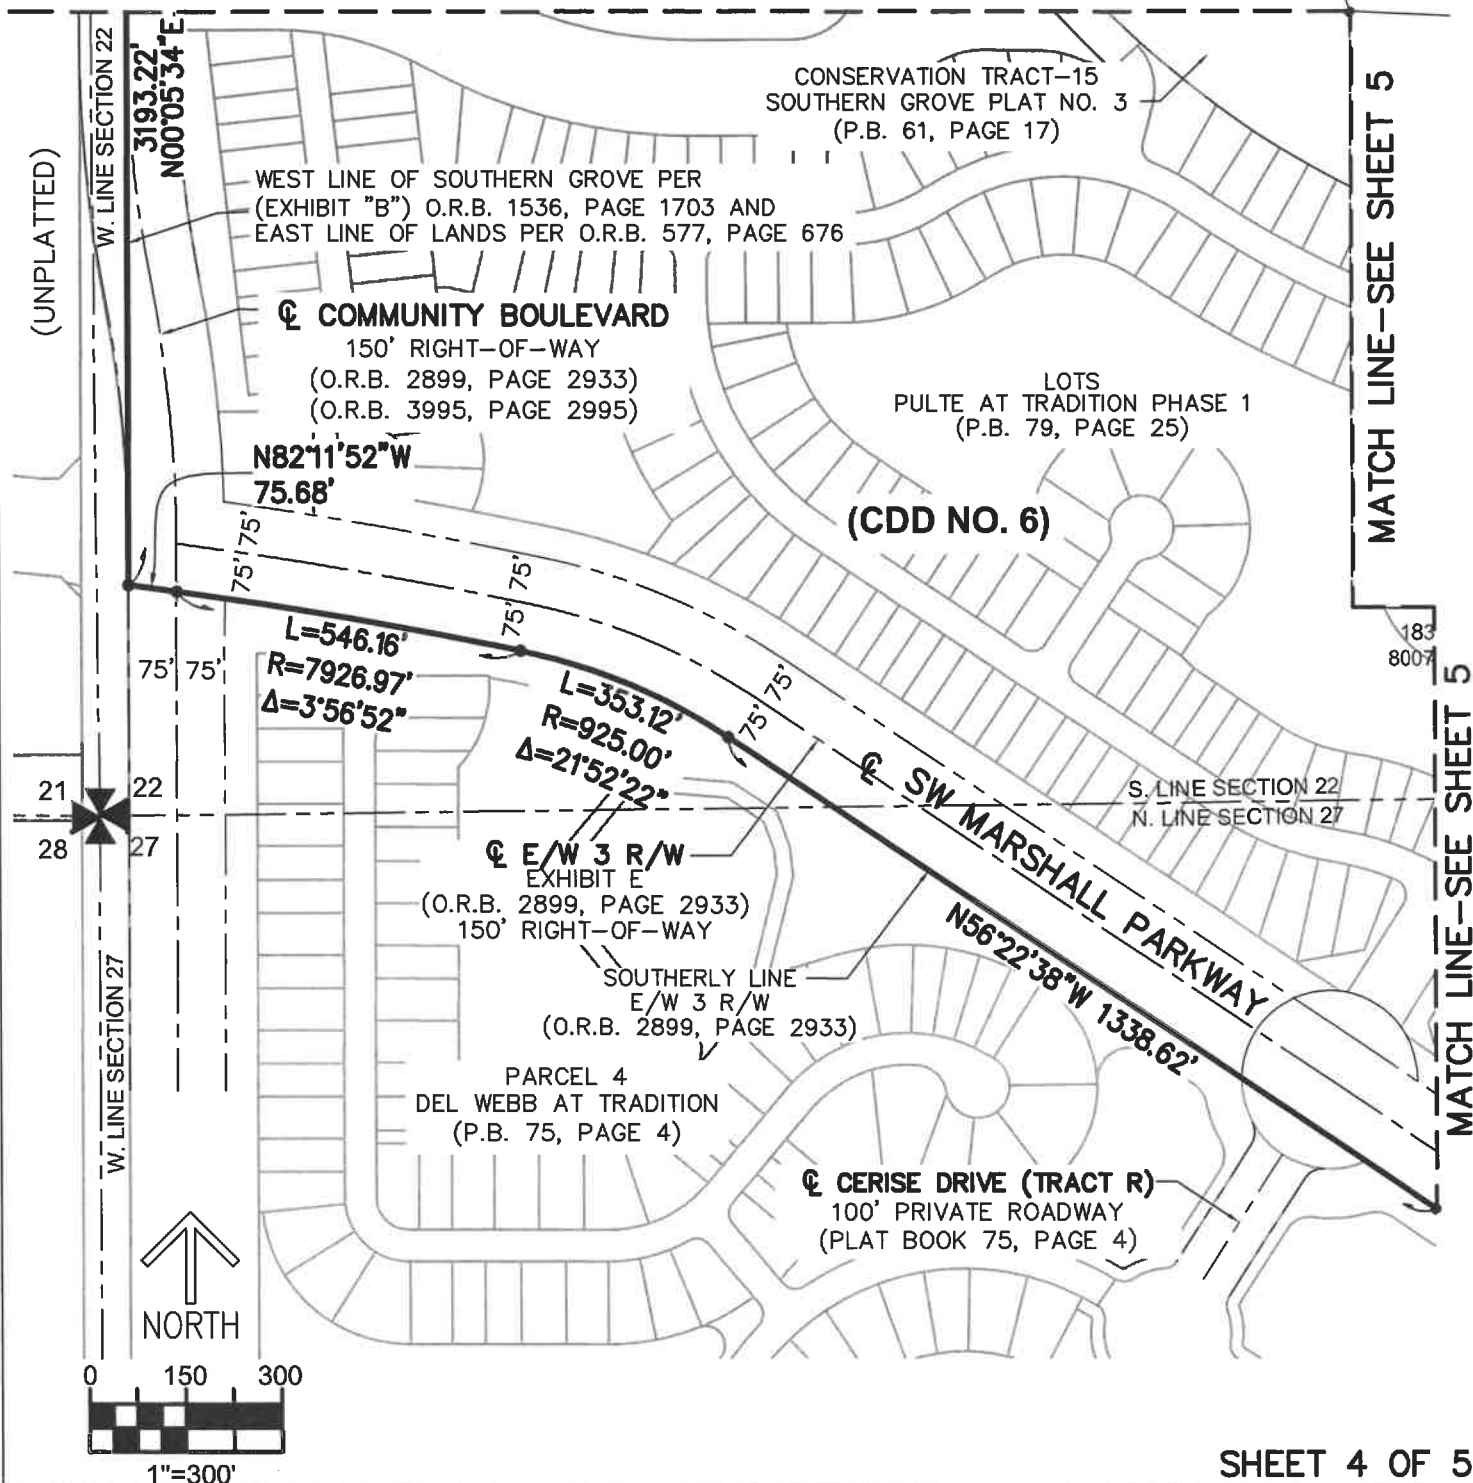 W. LINE SECTION 22
3193.22'
N00°05'34"E
(UNPLATTED)
CONSERVATION TRACT-15
SOUTHERN GROVE PLAT NO. 3
(P.B. 61, PAGE 17)
MATCH LINE-SEE SHEET 5
WEST LINE OF SOUTHERN GROVE PER
(EXHIBIT "B") O.R.B. 1536, PAGE 1703 AND
EAST LINE OF LANDS PER O.R.B. 577, PAGE 676
℄ COMMUNITY BOULEVARD
150' RIGHT-OF-WAY
(O.R.B. 2899, PAGE 2933)
(O.R.B. 3995, PAGE 2995)
LOTS
PULTE AT TRADITION PHASE 1
(P.B. 79, PAGE 25)
N82°11'52"W
75.68'
(CDD NO. 6)
75' 75'
75' 75'
75' 75'
75' 75'
L=546.16'
R=7926.97'
Δ=3°56'52"
L=353.12'
R=925.00'
Δ=21°52'22"
183
8007
MATCH LINE-SEE SHEET 5
21 22
28 27
S. LINE SECTION 22
N. LINE SECTION 27
℄ SW MARSHALL PARKWAY
℄ E/W 3 R/W
EXHIBIT E
(O.R.B. 2899, PAGE 2933)
150' RIGHT-OF-WAY
N56°22'38"W 1338.62'
SOUTHERLY LINE
E/W 3 R/W
(O.R.B. 2899, PAGE 2933)
W. LINE SECTION 27
PARCEL 4
DEL WEBB AT TRADITION
(P.B. 75, PAGE 4)
℄ CERISE DRIVE (TRACT R)
100' PRIVATE ROADWAY
(PLAT BOOK 75, PAGE 4)
NORTH
0 150 300
1"=300'
SHEET 4 OF 5